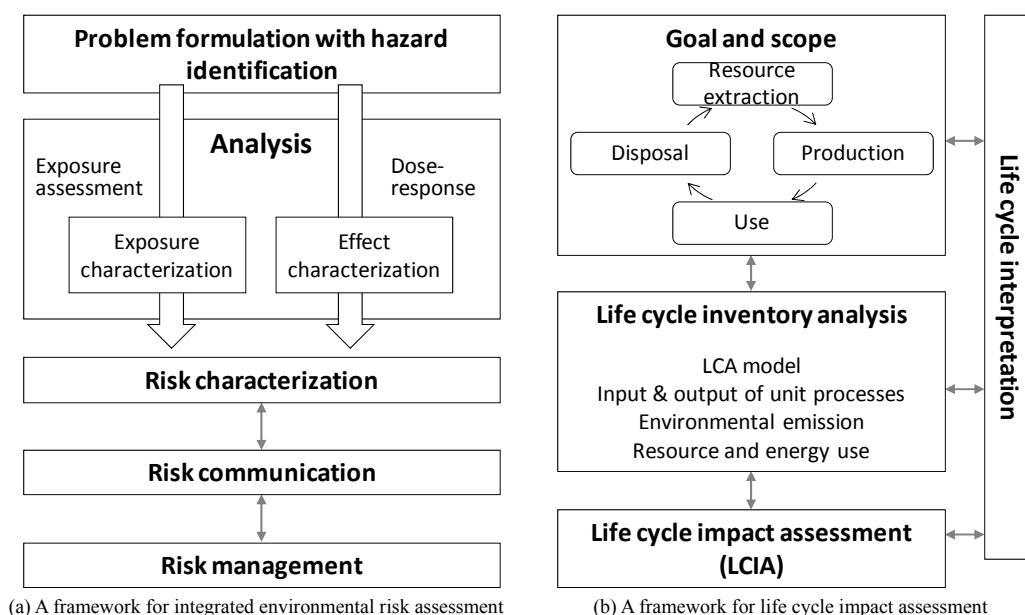 Problem formulation with hazard
identification
Analysis
Exposure
assessment
Dose-
response
Exposure
characterization
Effect
characterization
Risk characterization
Risk communication
Risk management
(a) A framework for integrated environmental risk assessment
Goal and scope
Resource
extraction
Disposal
Production
Use
Life cycle inventory analysis
LCA model
Input & output of unit processes
Environmental emission
Resource and energy use
Life cycle impact assessment
(LCIA)
Life cycle interpretation
(b) A framework for life cycle impact assessment